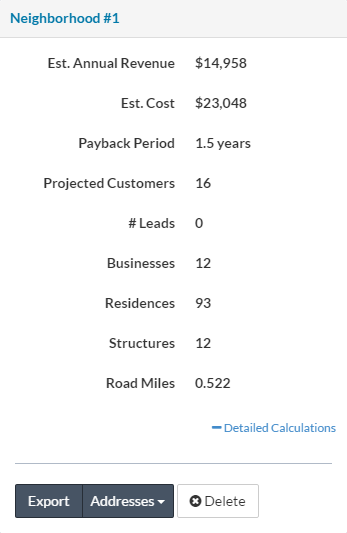 Neighborhood #1
Est. Annual Revenue $14,958
Est. Cost $23,048
Payback Period 1.5 years
Projected Customers 16
# Leads 0
Businesses 12
Residences 93
Structures 12
Road Miles 0.522
Detailed Calculations
Export Addresses Delete